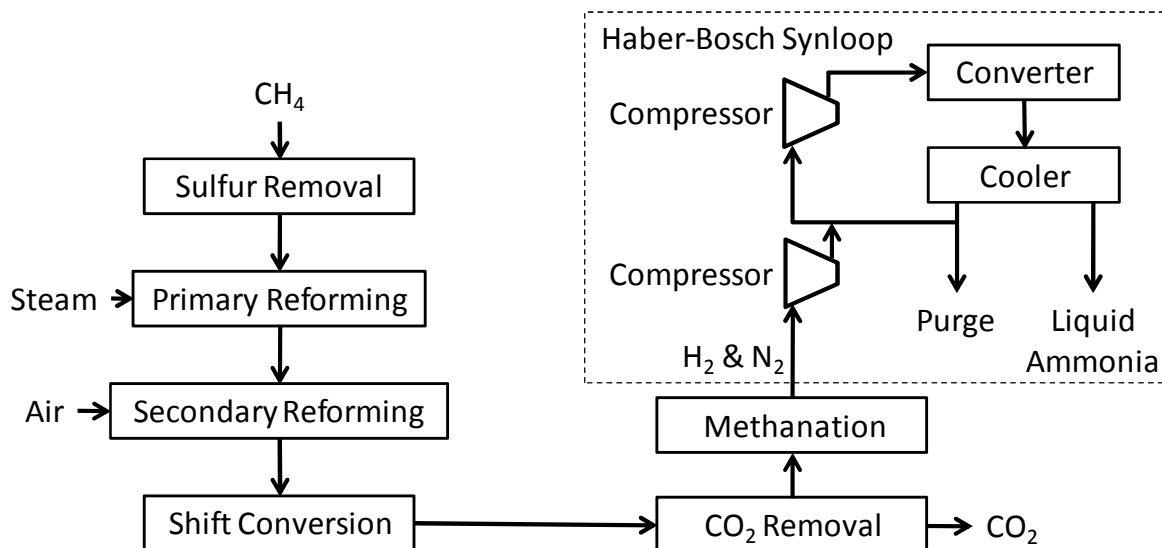 Haber-Bosch Synloop
Converter
CH₄
Compressor
Sulfur Removal
Cooler
Compressor
Steam
Primary Reforming
Purge
Liquid
Ammonia
H₂ & N₂
Air
Secondary Reforming
Methanation
Shift Conversion
CO₂ Removal
CO₂